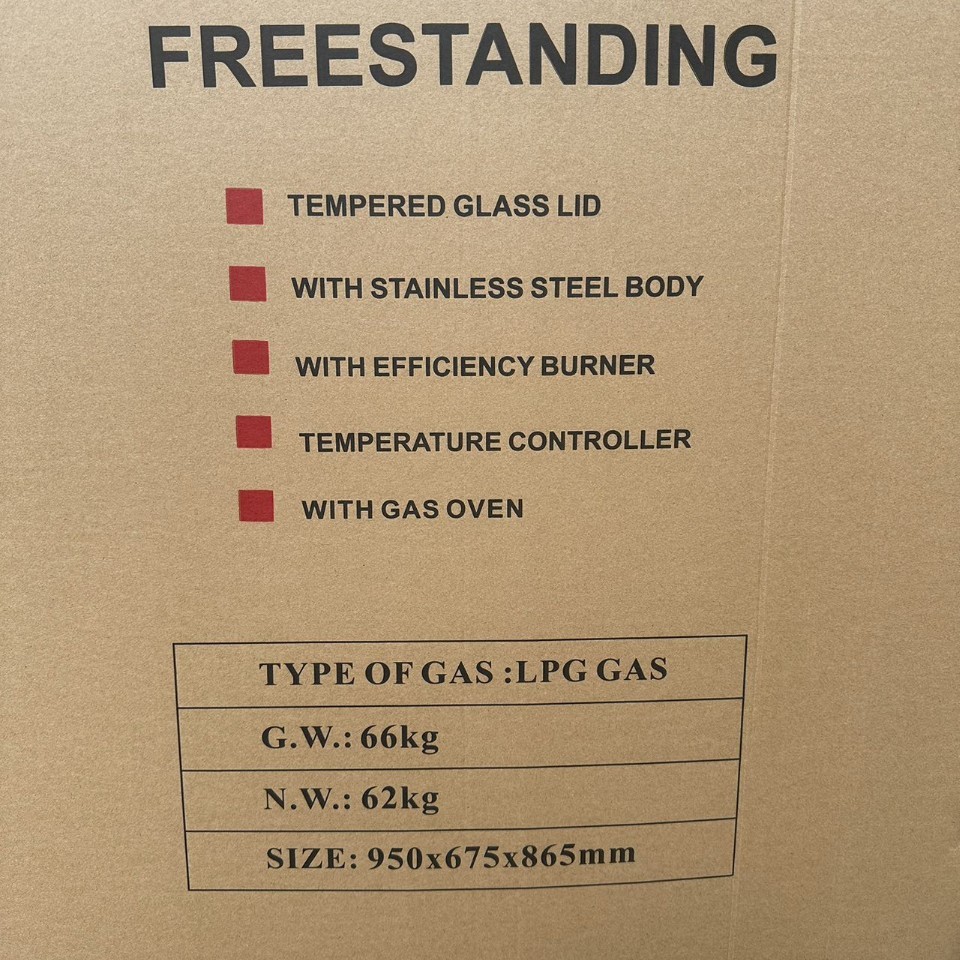 FREESTANDING
TEMPERED GLASS LID
WITH STAINLESS STEEL BODY
WITH EFFICIENCY BURNER
TEMPERATURE CONTROLLER
WITH GAS OVEN
TYPE OF GAS :LPG GAS
G.W.: 66kg
N.W.: 62kg
SIZE: 950x675x865mm